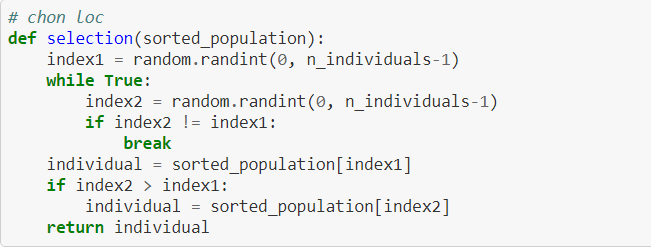 # chon loc
def selection(sorted_population):
    index1 = random.randint(0, n_individuals-1)
    while True:
        index2 = random.randint(0, n_individuals-1)
        if index2 != index1:
            break
    individual = sorted_population[index1]
    if index2 > index1:
        individual = sorted_population[index2]
    return individual